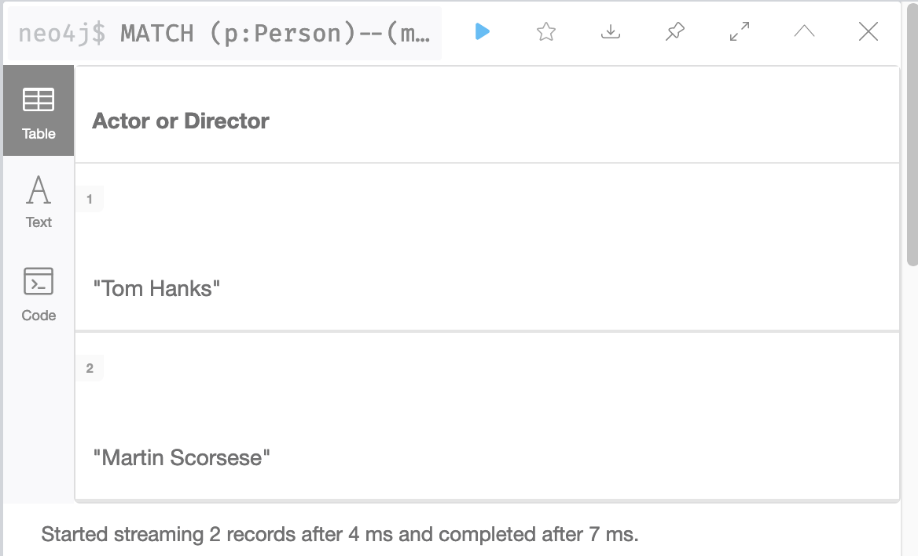 neo4j$ MATCH (p:Person)--(m…
Table
Actor or Director
1
Text
"Tom Hanks"
Code
2
"Martin Scorsese"
Started streaming 2 records after 4 ms and completed after 7 ms.